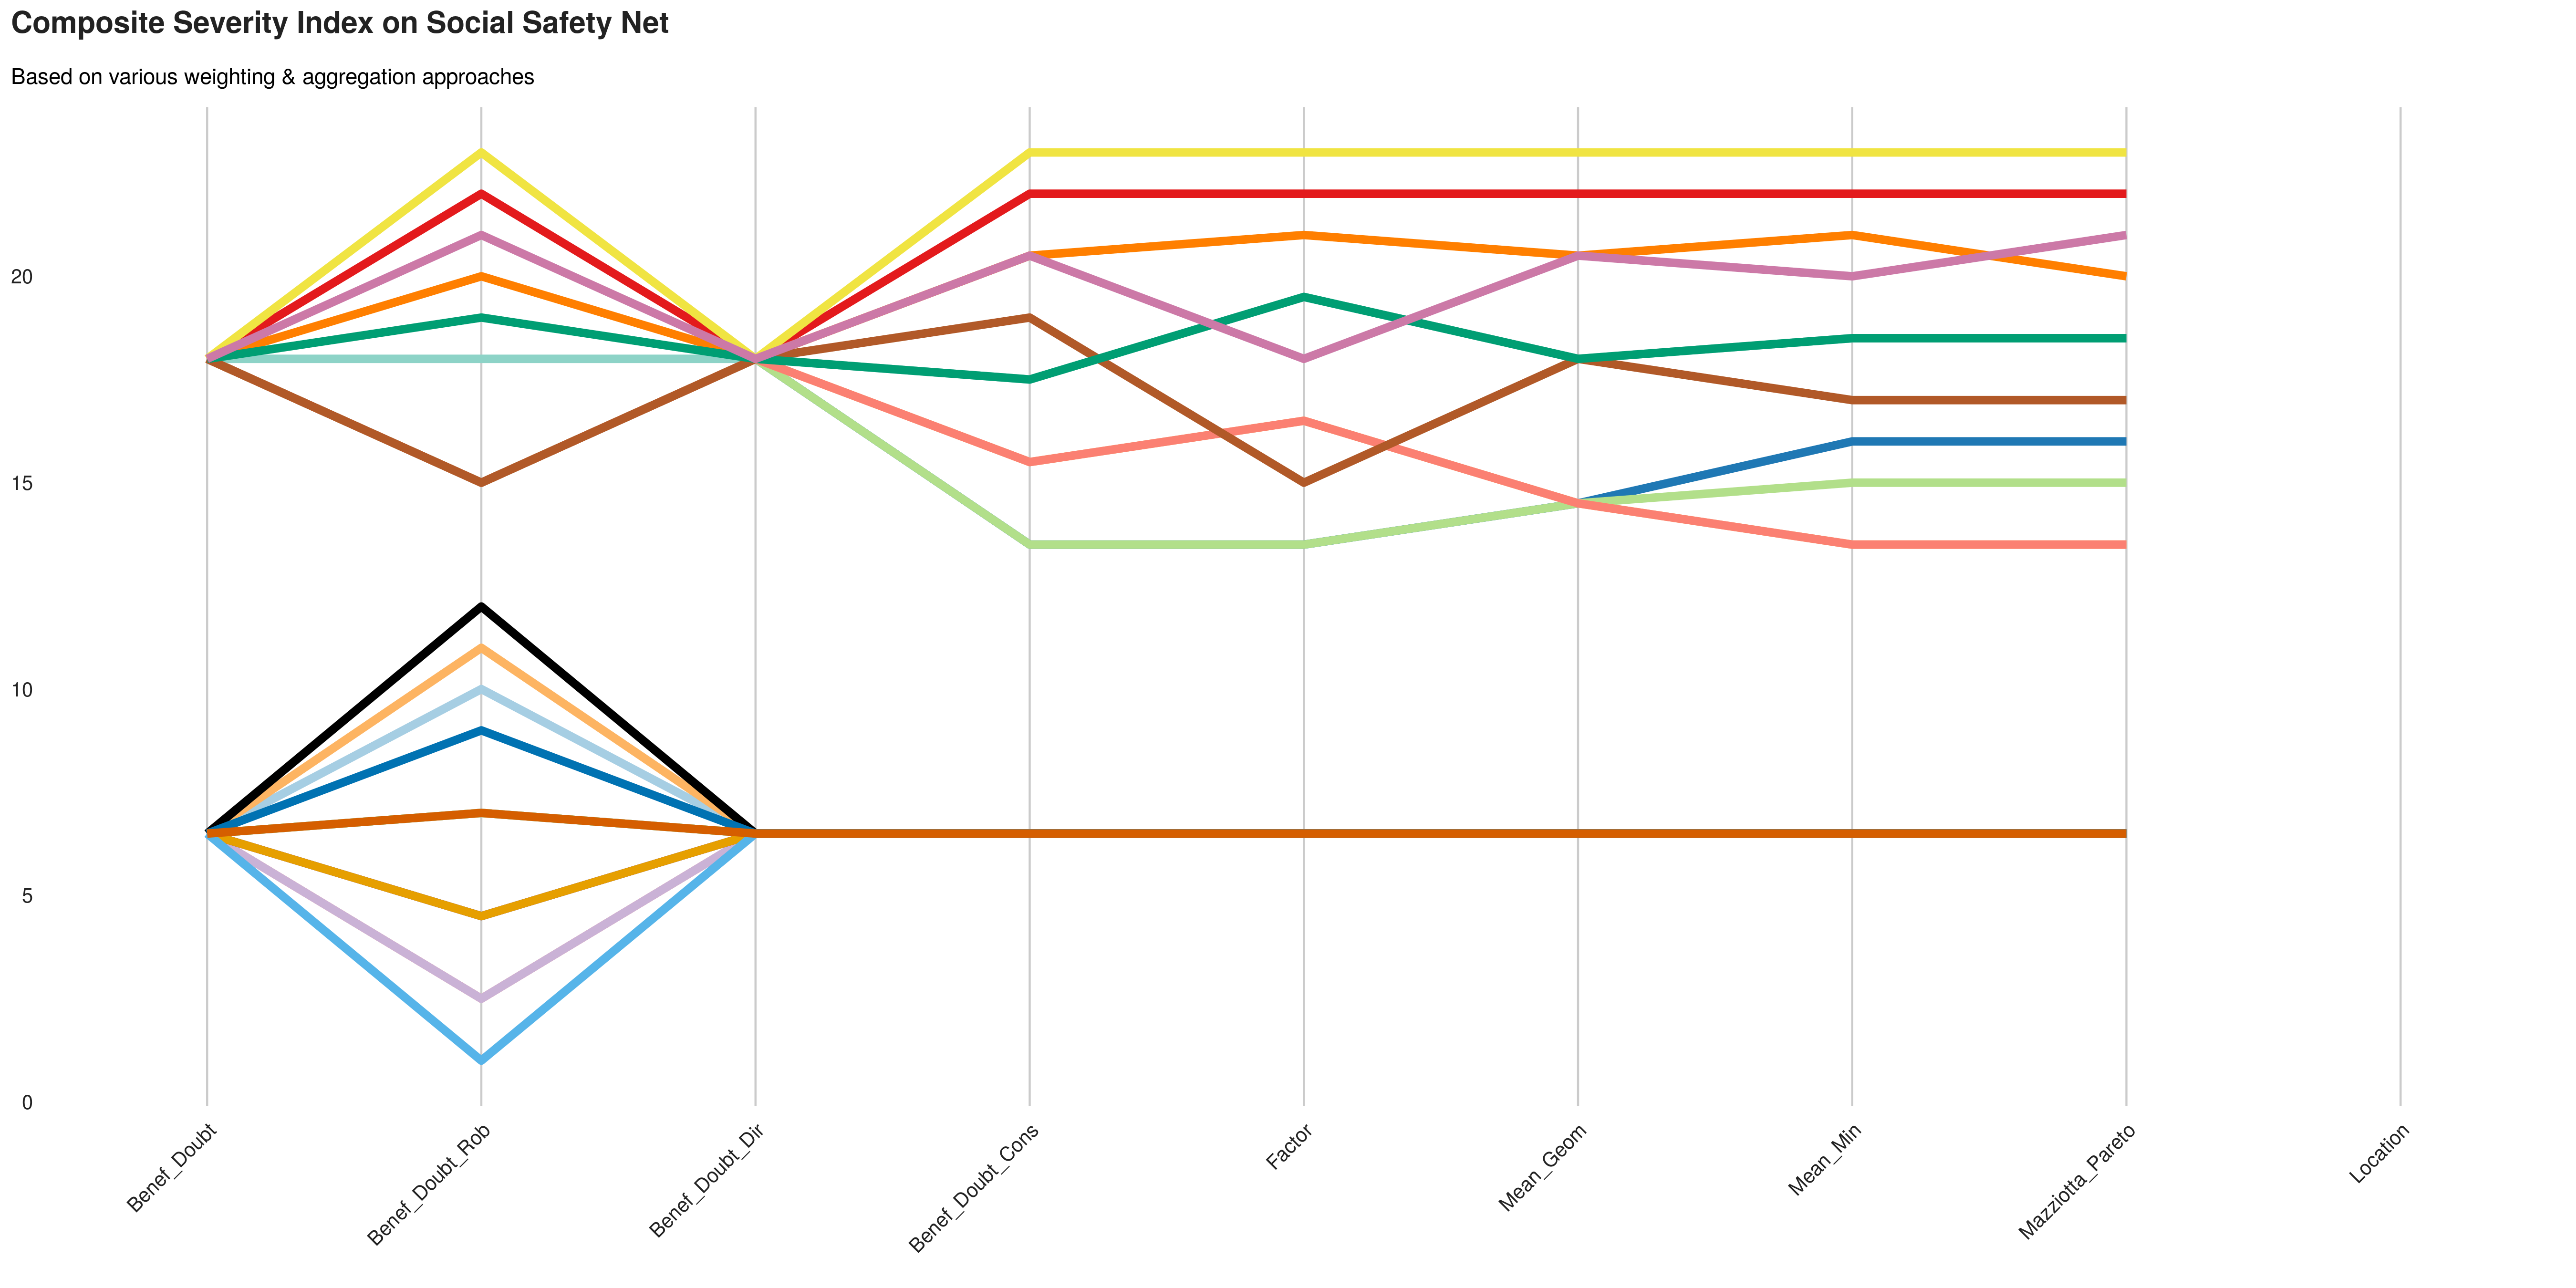 Composite Severity Index on Social Safety Net
Based on various weighting & aggregation approaches
20
15
10
5
0
Benef_Doubt
Benef_Doubt_Rob
Benef_Doubt_Dir
Benef_Doubt_Cons
Factor
Mean_Geom
Mean_Min
Mazziotta_Pareto
Location